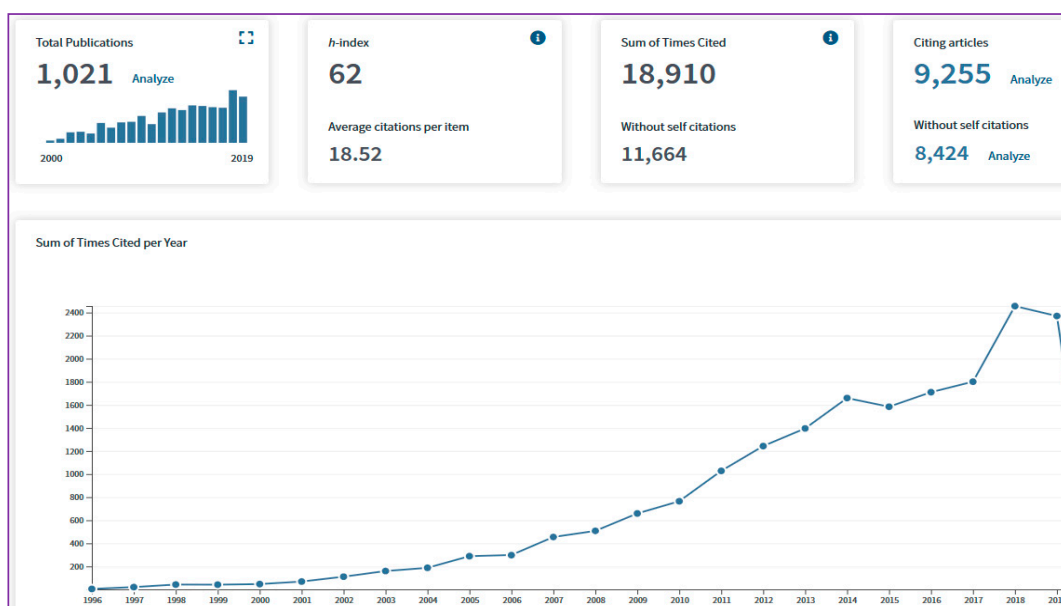 Total Publications
1,021 Analyze
2000 2019
h-index
62
Average citations per item
18.52
Sum of Times Cited
18,910
Without self citations
11,664
Citing articles
9,255 Analyze
Without self citations
8,424 Analyze
Sum of Times Cited per Year
2400
2200
2000
1800
1600
1400
1200
1000
800
600
400
200
1996 1997 1998 1999 2000 2001 2002 2003 2004 2005 2006 2007 2008 2009 2010 2011 2012 2013 2014 2015 2016 2017 2018